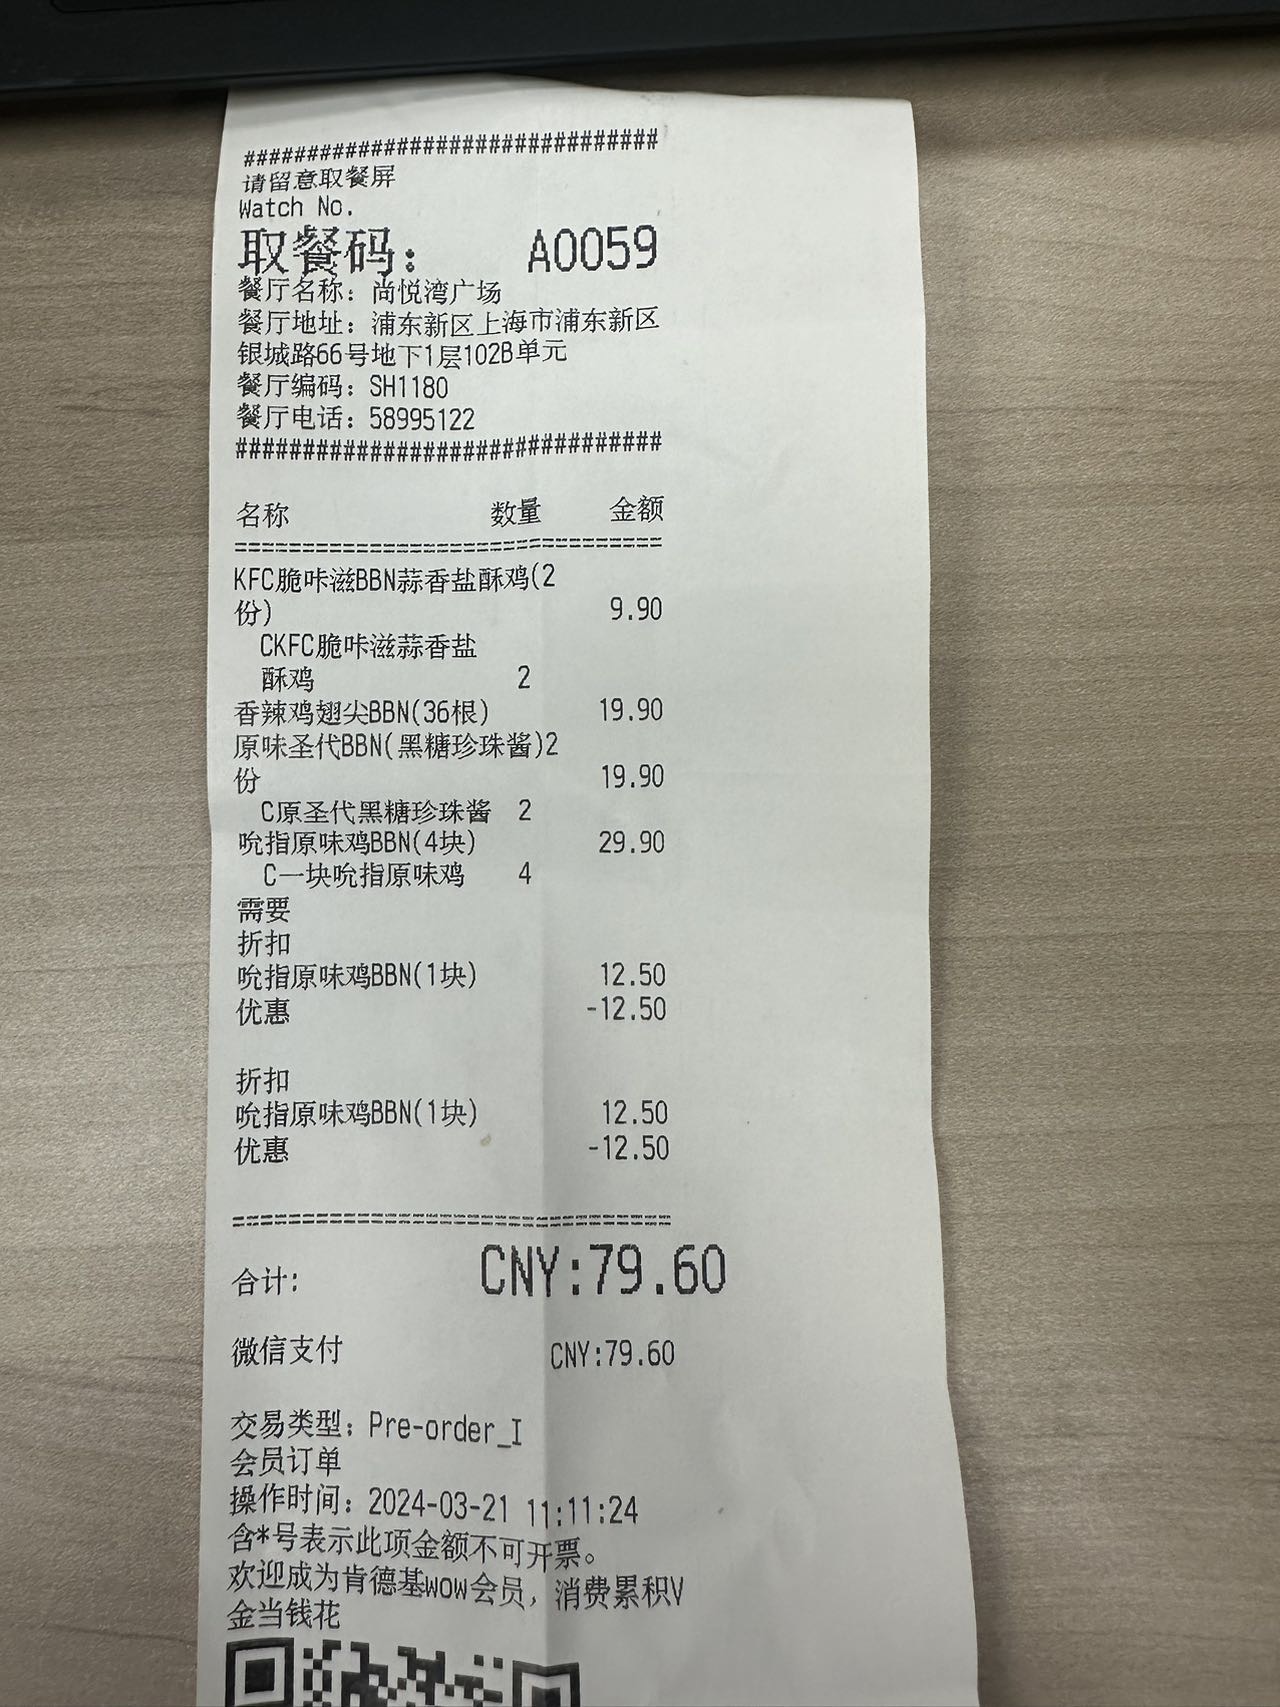 #################################
请留意取餐屏
Watch No.
取餐码： A0059
餐厅名称：尚悦湾广场
餐厅地址：浦东新区上海市浦东新区
银城路66号地下1层102B单元
餐厅编码：SH1180
餐厅电话：58995122
#################################
名称 数量 金额
================================
KFC脆咔滋BBN蒜香盐酥鸡(2
份) 9.90
CKFC脆咔滋蒜香盐
酥鸡 2
香辣鸡翅尖BBN(36根) 19.90
原味圣代BBN(黑糖珍珠酱)2
份 19.90
C原圣代黑糖珍珠酱 2
吮指原味鸡BBN(4块) 29.90
C一块吮指原味鸡 4
需要
折扣
吮指原味鸡BBN(1块) 12.50
优惠 -12.50
折扣
吮指原味鸡BBN(1块) 12.50
优惠 -12.50
================================
合计: CNY:79.60
微信支付 CNY:79.60
交易类型：Pre-order_I
会员订单
操作时间：2024-03-21 11:11:24
含*号表示此项金额不可开票。
欢迎成为肯德基wow会员，消费累积V
金当钱花